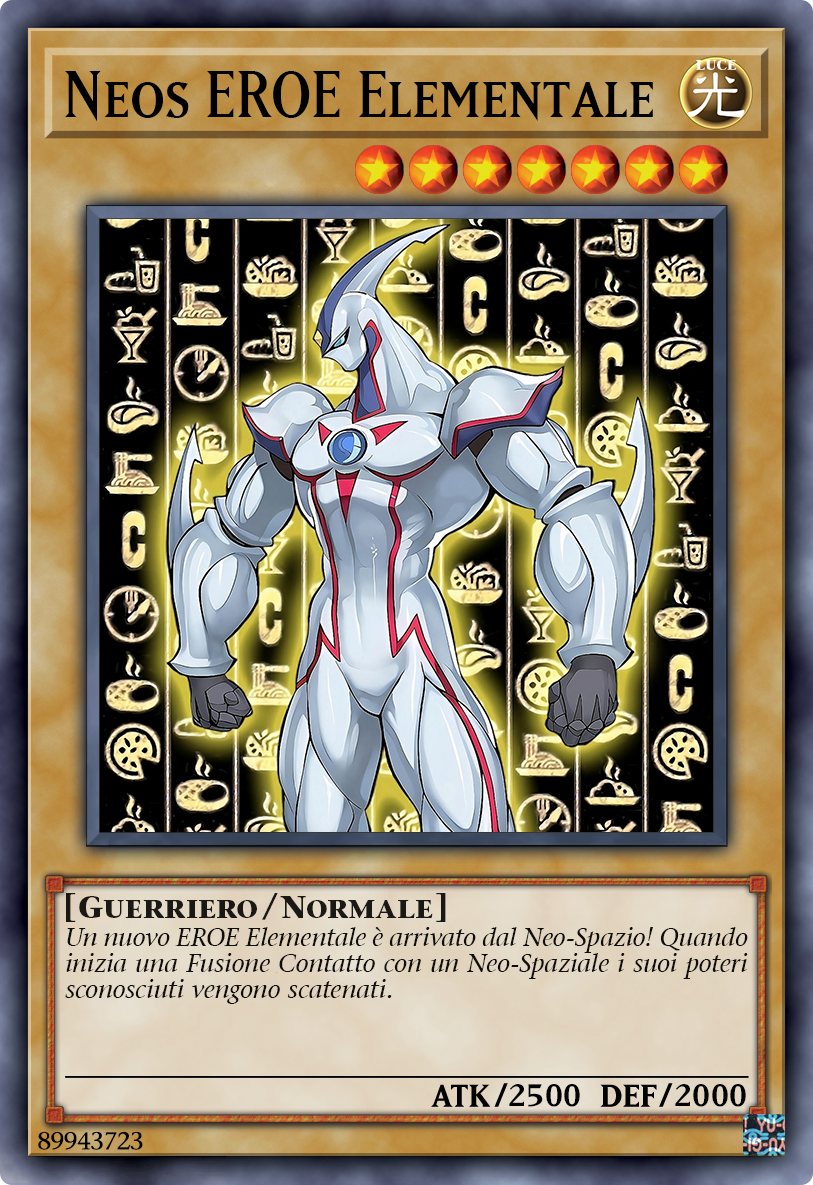 Neos EROE Elementale
LUCE
光
[Guerriero/Normale]
Un nuovo EROE Elementale è arrivato dal Neo-Spazio! Quando
inizia una Fusione Contatto con un Neo-Spaziale i suoi poteri
sconosciuti vengono scatenati.
ATK/2500 DEF/2000
89943723